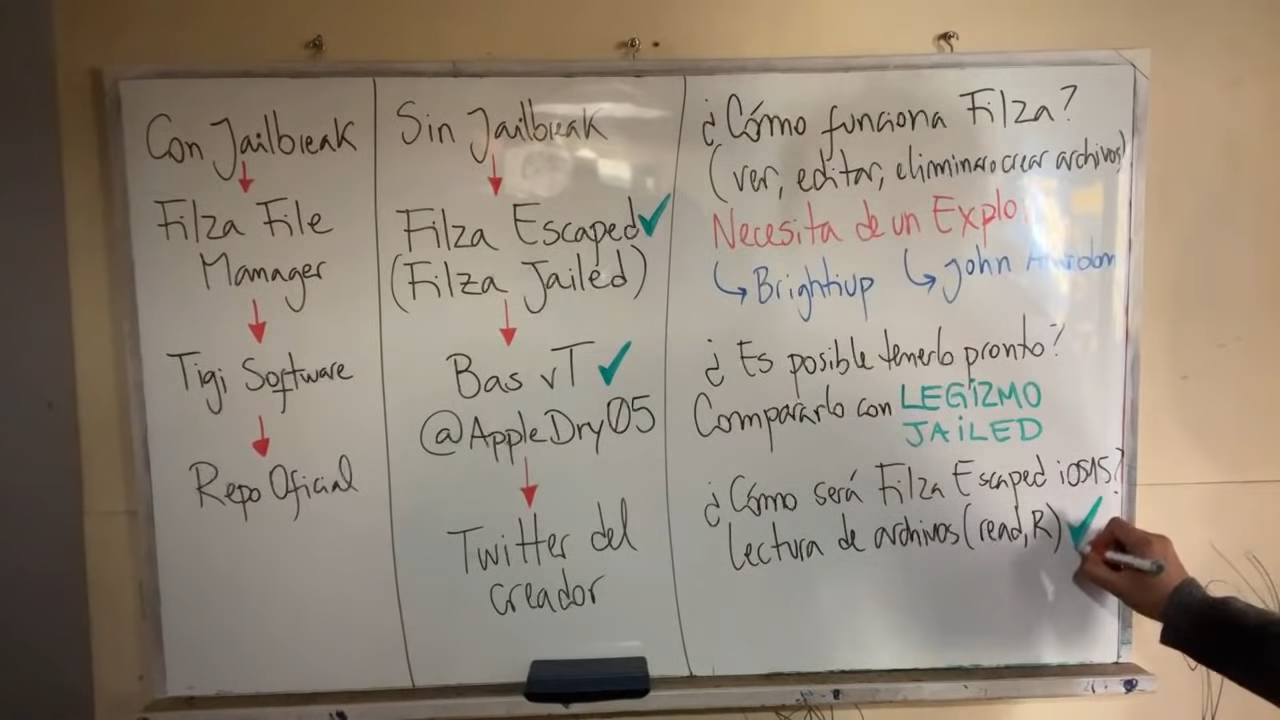 Con Jailbreak
Filza File
Manager
Tigi Software
Repo Oficial
Sin Jailbreak
Filza Escaped
(Filza Jailed)
Bas vT
@AppleDry05
Twitter del
creador
¿Cómo funciona Filza?
(ver, editar, eliminar o crear archivos)
Necesita de un Explo
Brightiup John
¿Es posible tenerlo pronto?
Compararlo con LEGiZMO
JAiLED
¿Cómo será Filza Escaped iOS15?
Lectura de archivos (read, R)